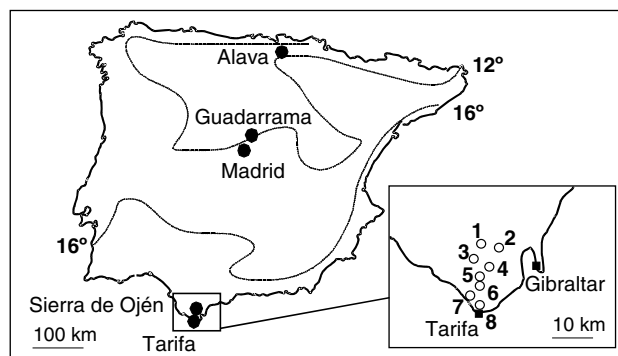 Alava
12º
16º
Guadarrama
Madrid
16º
Sierra de Ojén
Tarifa
100 km
1
2
3
4
5
6
7
8
Gibraltar
Tarifa
10 km